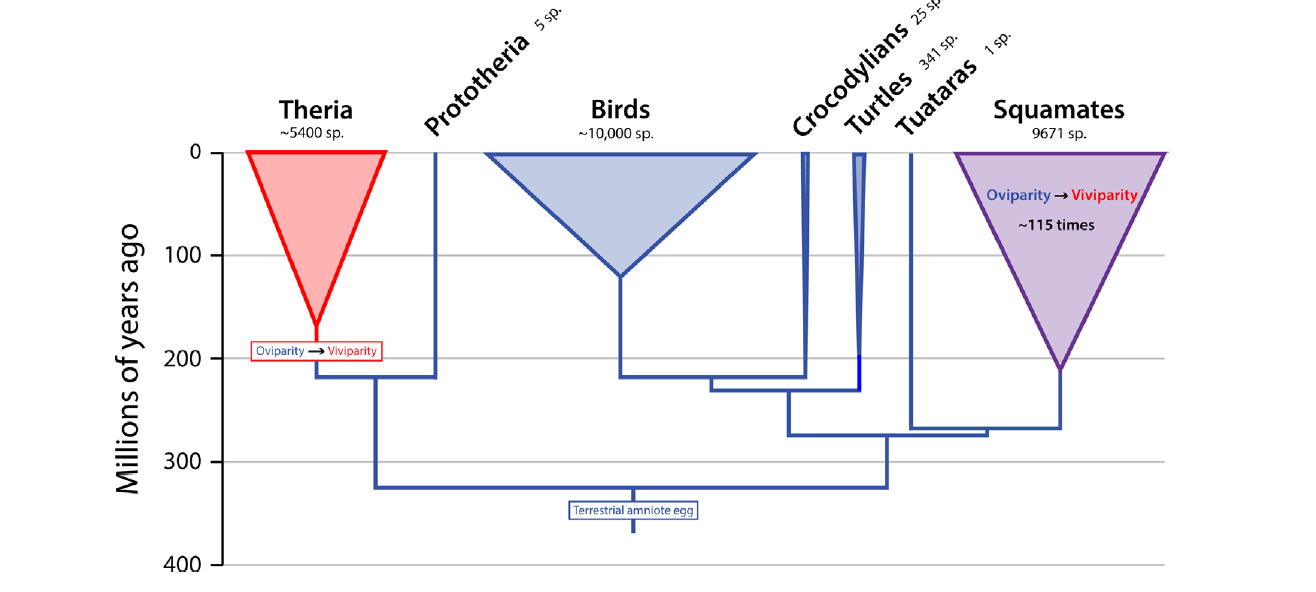 Theria
~5400 sp.
Prototheria 5 sp.
Birds
~10,000 sp.
Crocodylians 25 sp.
Turtles 341 sp.
Tuataras 1 sp.
Squamates
9671 sp.
Millions of years ago
0
100
200
300
400
Oviparity → Viviparity
~115 times
Oviparity → Viviparity
Terrestrial amniote egg